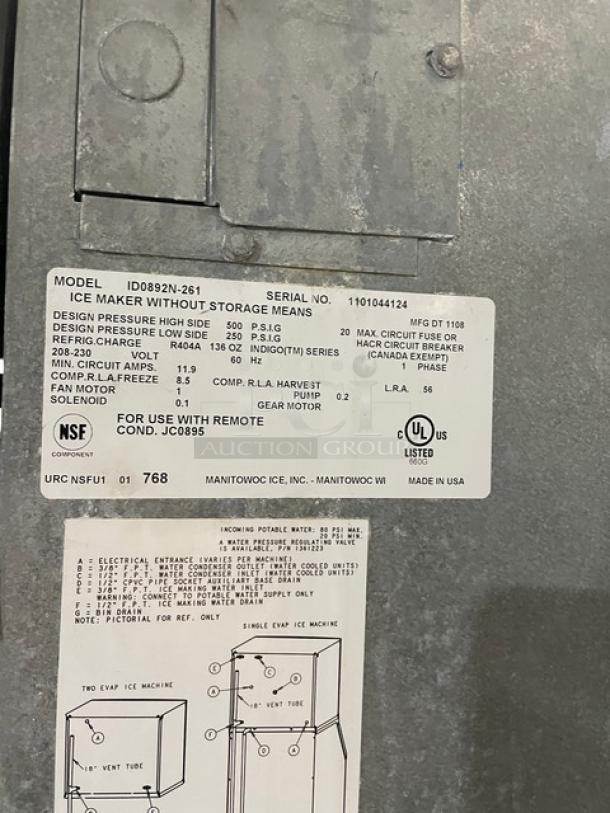 MODEL ID0892N-261 SERIAL NO. 1101044124
ICE MAKER WITHOUT STORAGE MEANS
MFG DT 1108
DESIGN PRESSURE HIGH SIDE 500 P.S.I.G
DESIGN PRESSURE LOW SIDE 250 P.S.I.G
20 MAX. CIRCUIT FUSE OR
HACR CIRCUIT BREAKER
(CANADA EXEMPT)
REFRIG.CHARGE R404A 136 OZ INDIGO(TM) SERIES
208-230 VOLT 60 Hz 1 PHASE
MIN. CIRCUIT AMPS. 11.9
COMP.R.L.A.FREEZE 8.5 COMP. R.L.A. HARVEST L.R.A. 56
FAN MOTOR 1 PUMP 0.2
SOLENOID 0.1 GEAR MOTOR
FOR USE WITH REMOTE
COND. JC0895
NSF
COMPONENT
C UL US
LISTED
660G
AUCTION GROUP
URC NSFU1 01 768 MANITOWOC ICE, INC. - MANITOWOC WI MADE IN USA
INCOMING POTABLE WATER: 80 PSI MAX.
20 PSI MIN.
A WATER PRESSURE REGULATING VALVE
IS AVAILABLE, P/N 1361223
A = ELECTRICAL ENTRANCE (VARIES PER MACHINE)
B = 3/8" F.P.T. WATER CONDENSER OUTLET (WATER COOLED UNITS)
C = 1/2" F.P.T. WATER CONDENSER INLET (WATER COOLED UNITS)
D = 1/2" CPVC PIPE SOCKET AUXILIARY BASE DRAIN
E = 3/8" F.P.T. ICE MAKING WATER INLET
WARNING: CONNECT TO POTABLE WATER SUPPLY ONLY
F = 1/2" F.P.T. ICE MAKING WATER DRAIN
G = BIN DRAIN
NOTE: PICTORIAL FOR REF. ONLY
SINGLE EVAP ICE MACHINE
E
C
A
B
18" VENT TUBE
F
D
A
TWO EVAP ICE MACHINE
A
18" VENT TUBE